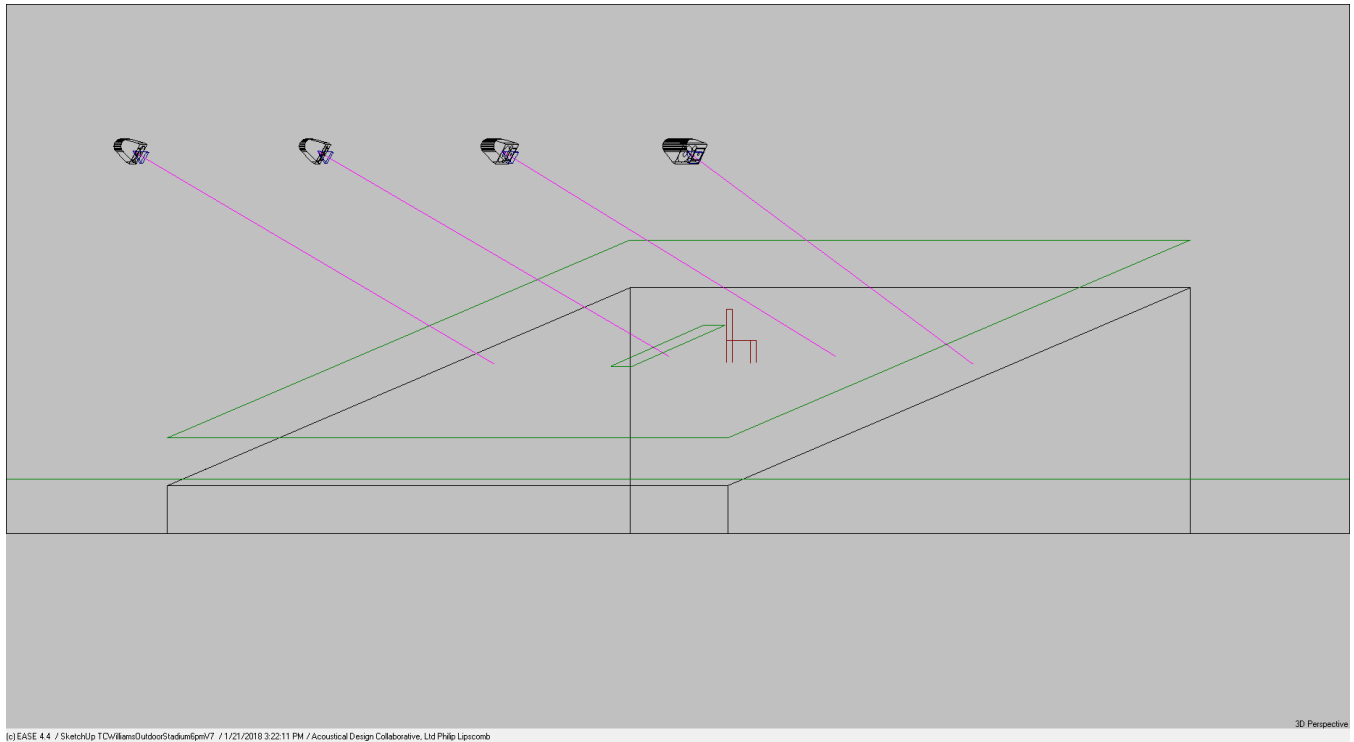 3D Perspective
(c) EASE 4.4 / SketchUp TCWilliamsOutdoorStadium6pmV7 / 1/21/2018 3:22:11 PM / Acoustical Design Collaborative, Ltd Philip Lipscomb